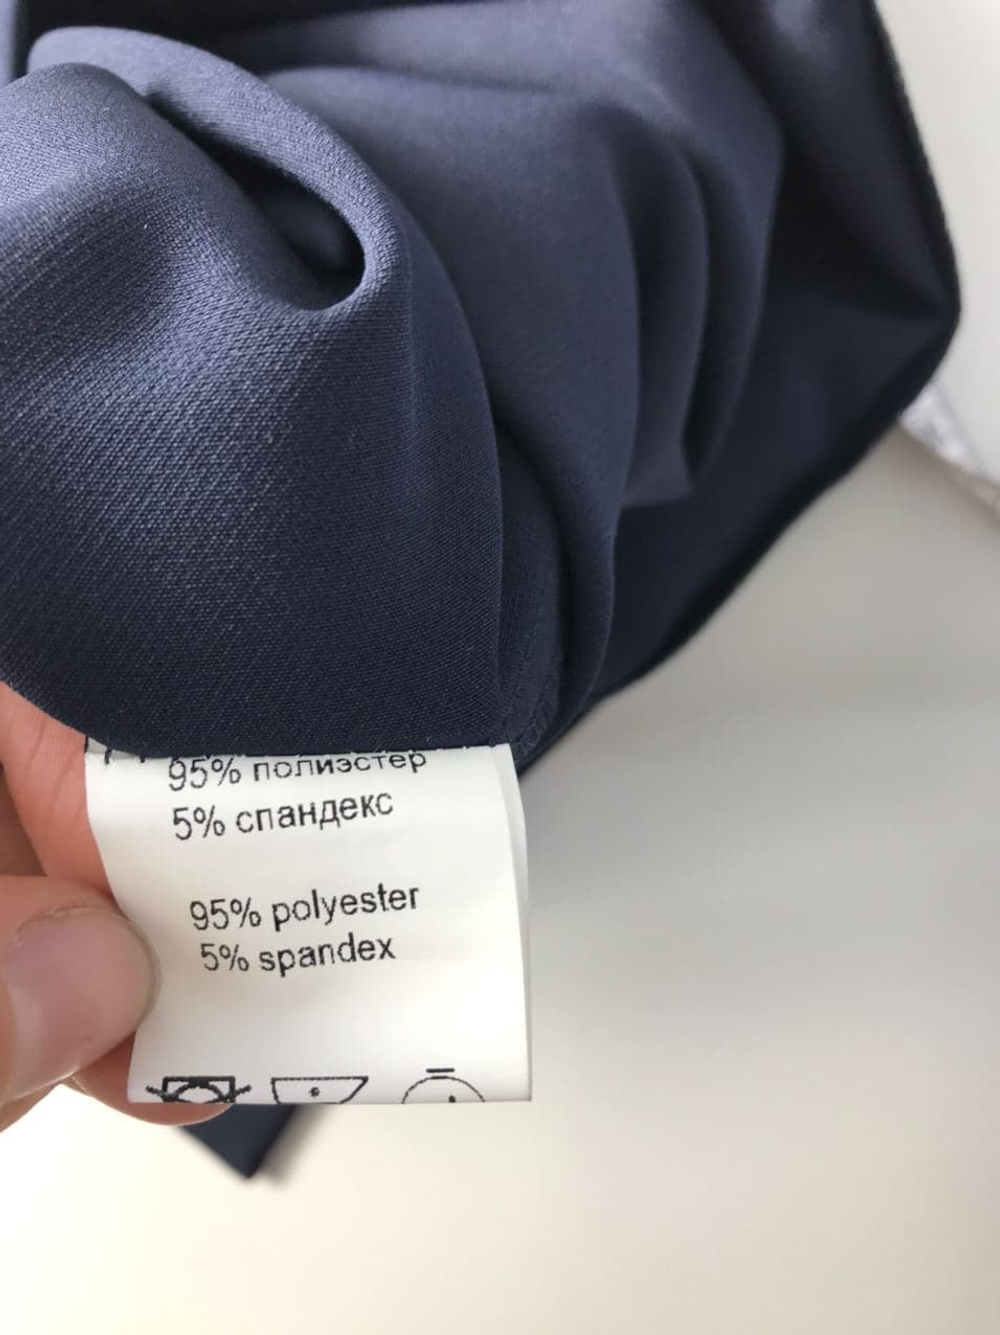 95% полиэстер
5% спандекс
95% polyester
5% spandex